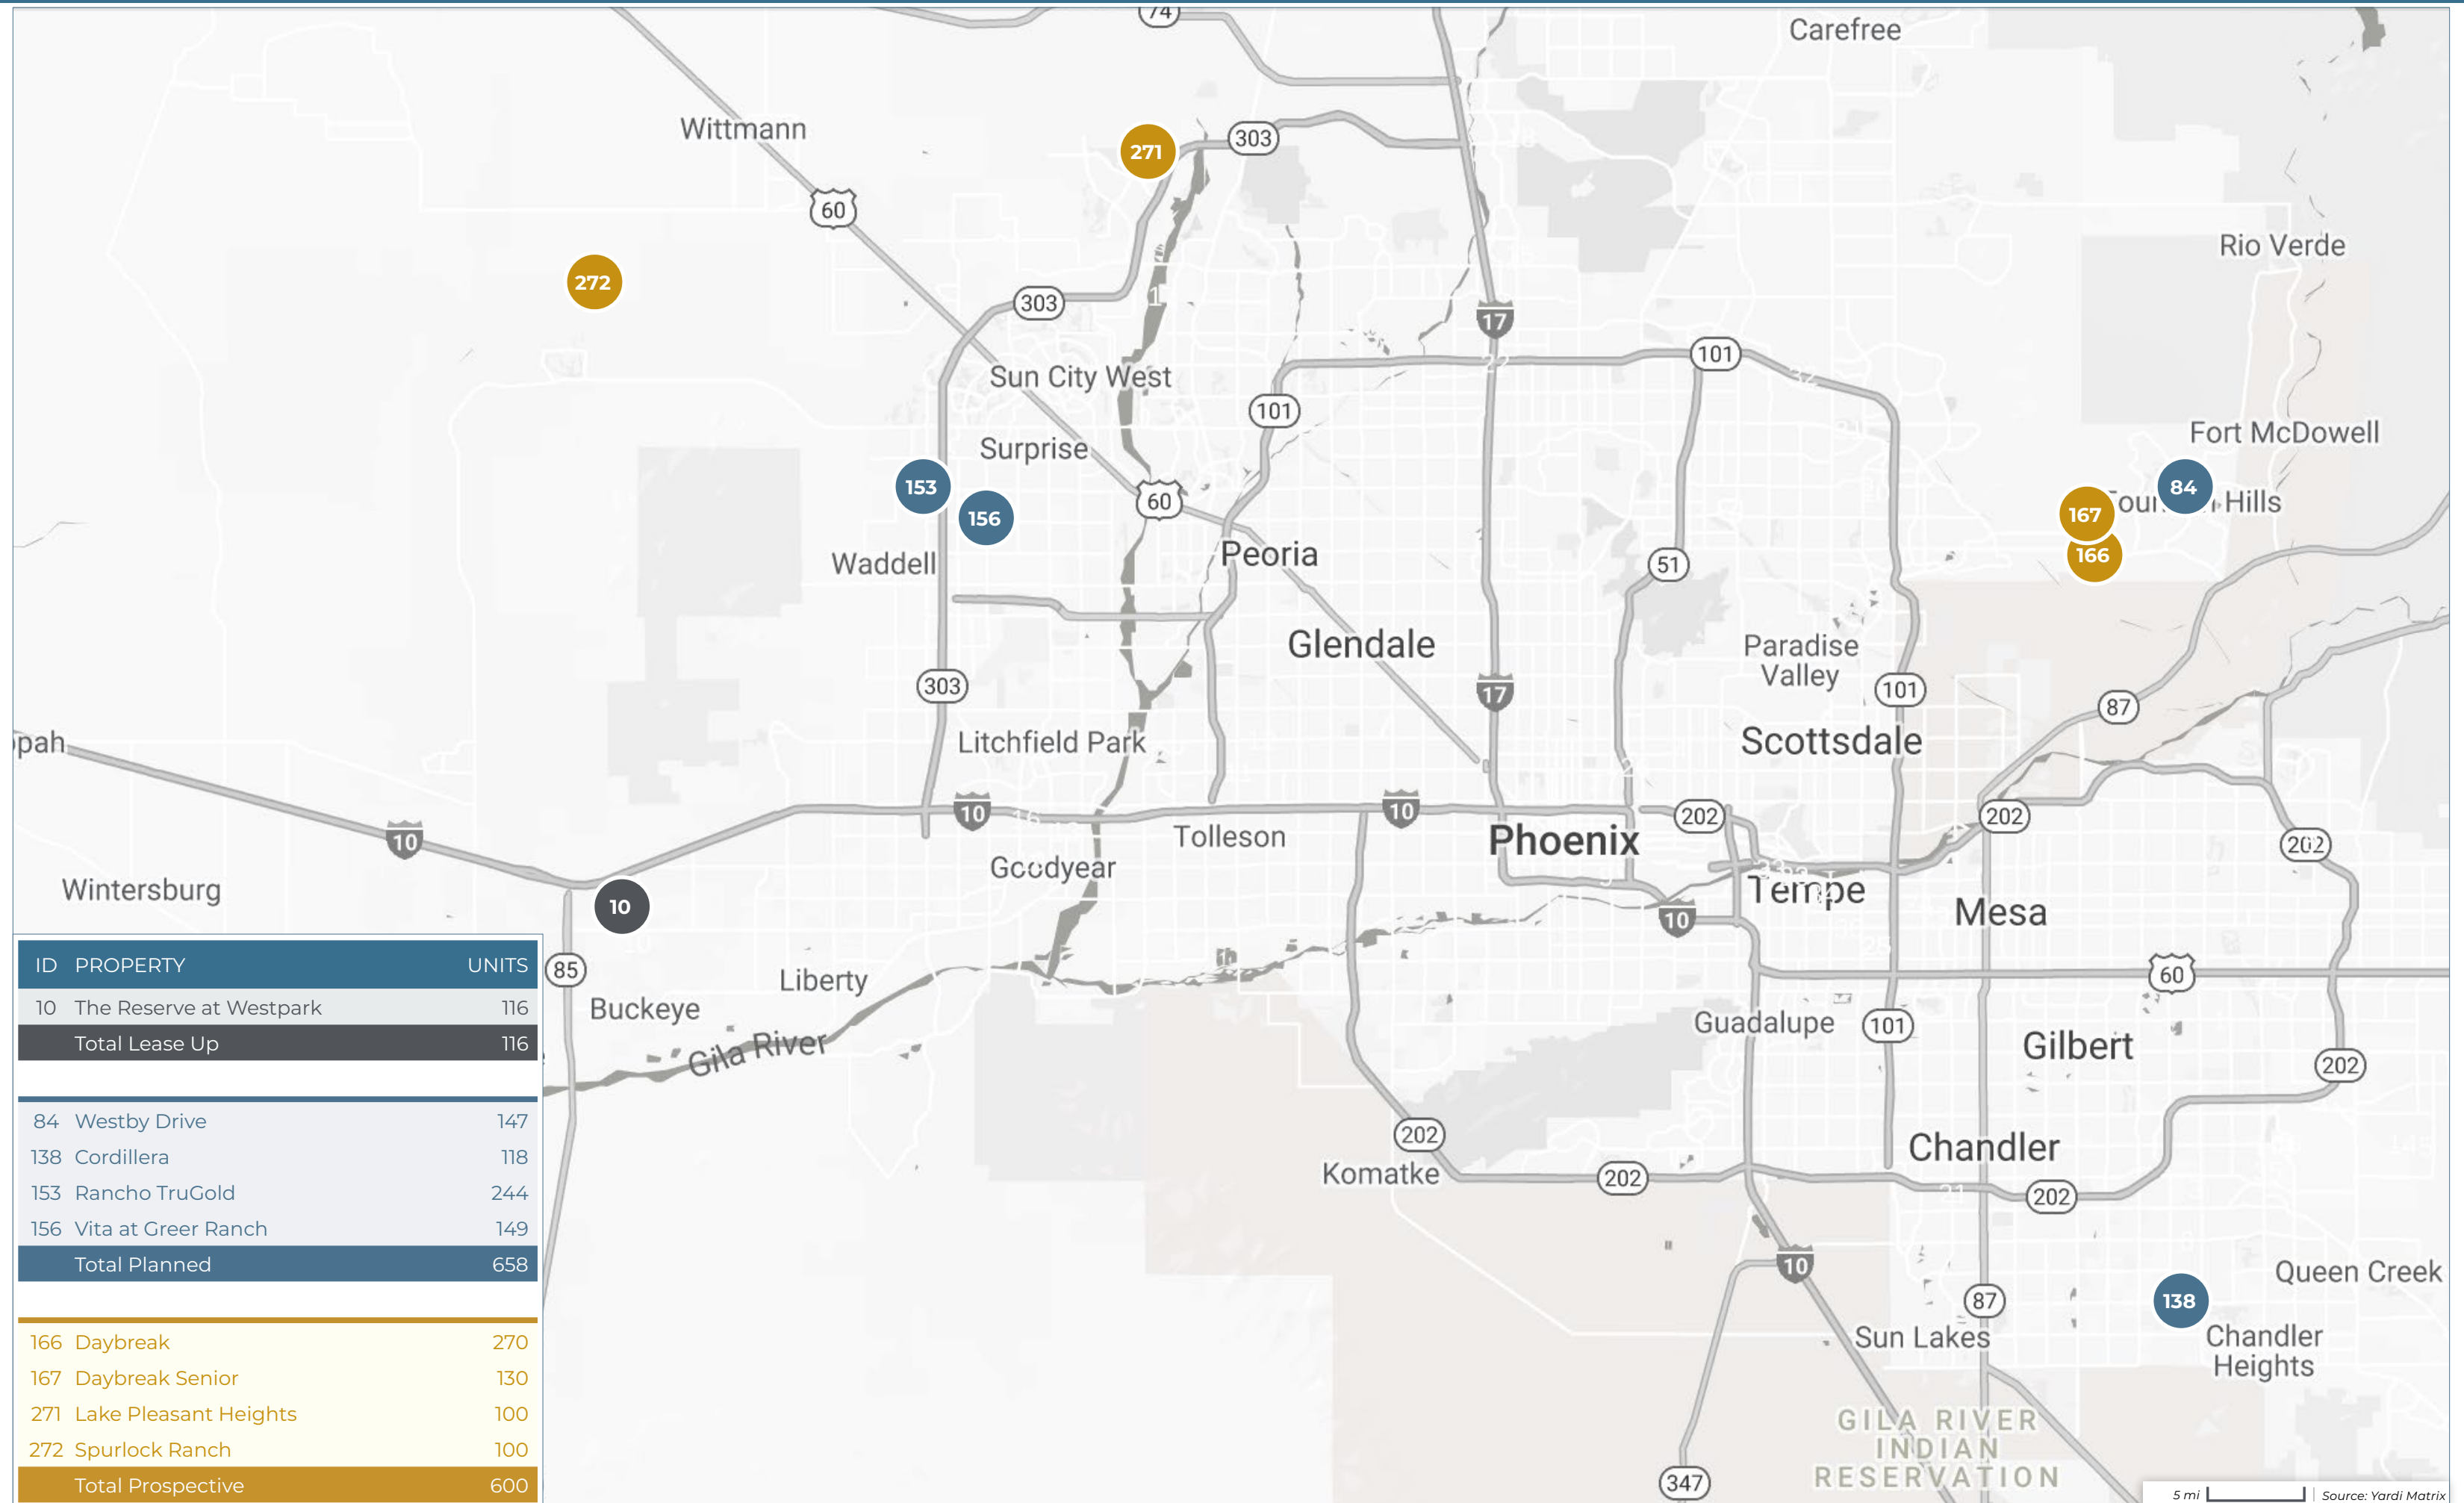 74
Carefree
Wittmann
271
303
60
Rio Verde
272
303
17
101
Sun City West
101
Fort McDowell
Surprise
153
84
60
167
Hills
156
Peoria
166
Waddell
51
Glendale
Paradise
Valley
303
17
101
87
Litchfield Park
Scottsdale
10
10
202
202
10
Tolleson
Phoenix
202
Goodyear
Wintersburg
Tempe
10
Mesa
10
85
60
Liberty
Buckeye
Guadalupe
101
Gilbert
Gila River
202
202
Chandler
Komatke
202
202
10
Queen Creek
87
138
Sun Lakes
Chandler
Heights
GILA RIVER
INDIAN
RESERVATION
347
ID PROPERTY UNITS
10 The Reserve at Westpark 116
Total Lease Up 116
84 Westby Drive 147
138 Cordillera 118
153 Rancho TruGold 244
156 Vita at Greer Ranch 149
Total Planned 658
166 Daybreak 270
167 Daybreak Senior 130
271 Lake Pleasant Heights 100
272 Spurlock Ranch 100
Total Prospective 600
5 mi
Source: Yardi Matrix